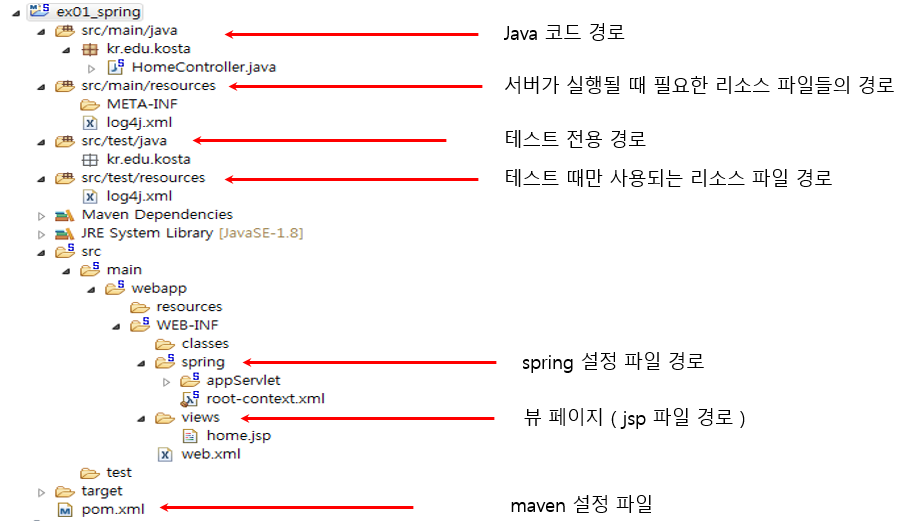 ex01_spring
src/main/java Java 코드 경로
kr.edu.kosta
HomeController.java
src/main/resources 서버가 실행될 때 필요한 리소스 파일들의 경로
META-INF
log4j.xml
src/test/java 테스트 전용 경로
kr.edu.kosta
src/test/resources 테스트 때만 사용되는 리소스 파일 경로
log4j.xml
Maven Dependencies
JRE System Library [JavaSE-1.8]
src
main
webapp
resources
WEB-INF
classes
spring spring 설정 파일 경로
appServlet
root-context.xml
views 뷰 페이지 ( jsp 파일 경로 )
home.jsp
web.xml
test
target
pom.xml maven 설정 파일